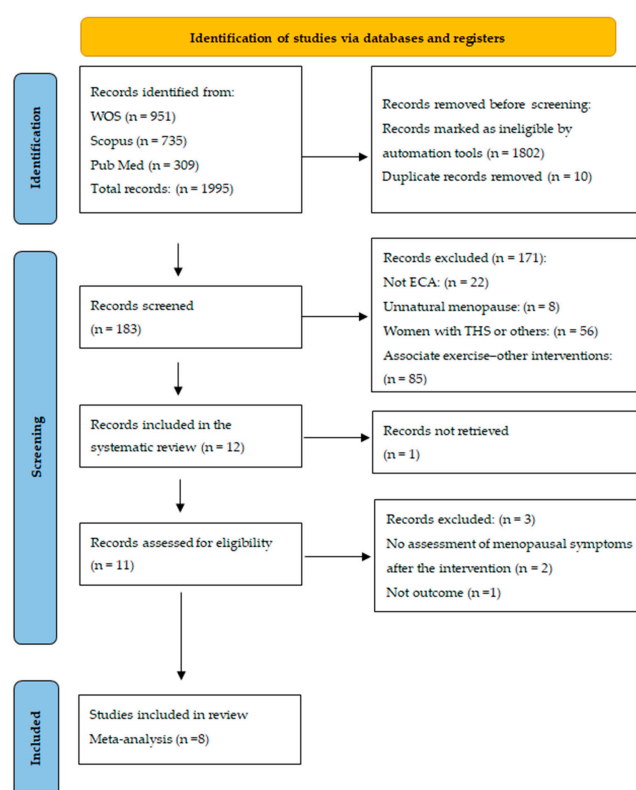 Identification of studies via databases and registers
Identification
Records identified from:
WOS (n = 951)
Scopus (n = 735)
Pub Med (n = 309)
Total records: (n = 1995)
Records removed before screening:
Records marked as ineligible by
automation tools (n = 1802)
Duplicate records removed (n = 10)
Screening
Records screened
(n = 183)
Records excluded (n = 171):
Not ECA: (n = 22)
Unnatural menopause: (n = 8)
Women with THS or others: (n = 56)
Associate exercise–other interventions:
(n = 85)
Records included in the
systematic review (n = 12)
Records not retrieved
(n = 1)
Records assessed for eligibility
(n = 11)
Records excluded: (n = 3)
No assessment of menopausal symptoms
after the intervention (n = 2)
Not outcome (n =1)
Included
Studies included in review
Meta-analysis (n =8)